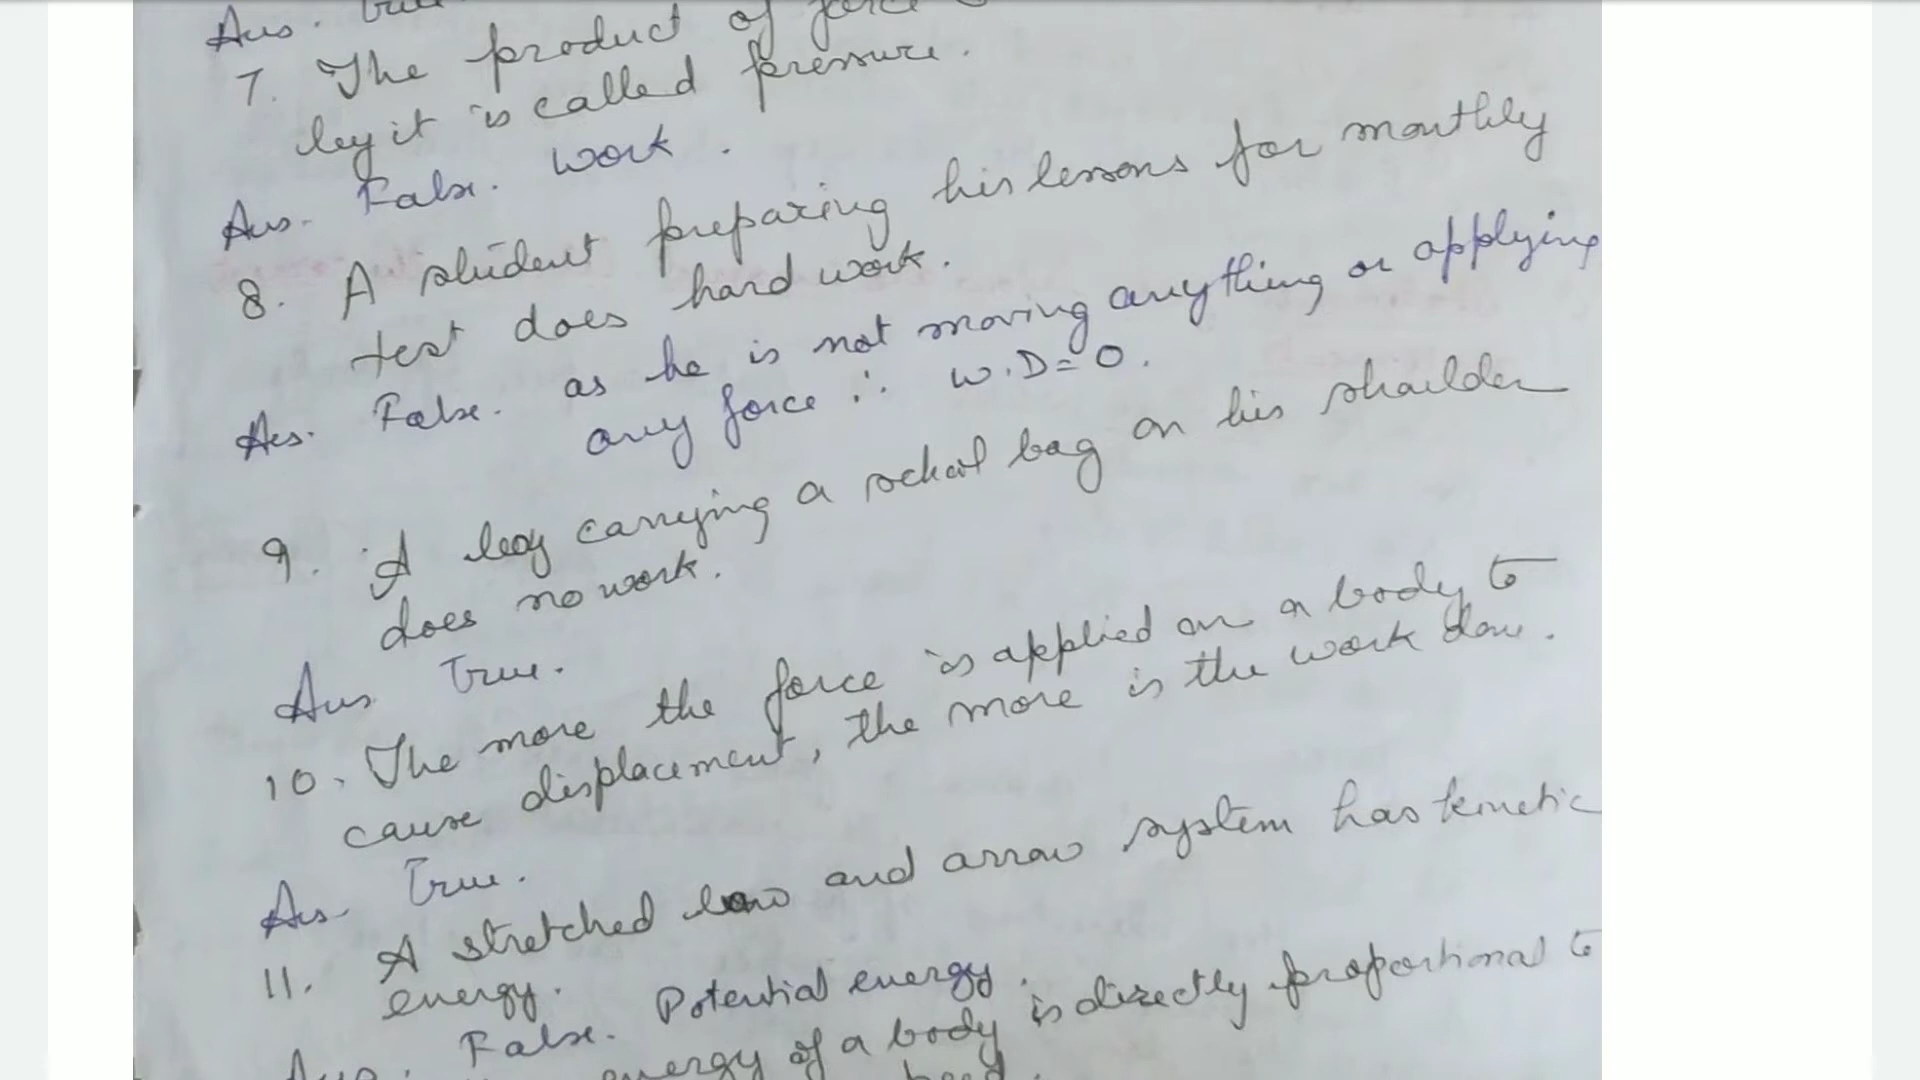 Ans. True
7. The product of force
by it is called pressure.
Ans. False. work.
8. A student preparing his lessons for monthly
test does hard work.
Ans. False. as he is not moving anything or applying
any force ∴ W.D=0.
9. A boy carrying a school bag on his shoulder
does no work.
Ans True.
10. The more the force is applied on a body to
cause displacement, the more is the work done.
Ans True.
11. A stretched bow and arrow system has kinetic
energy.
Ans. False. Potential energy.
energy of a body is directly proportional to